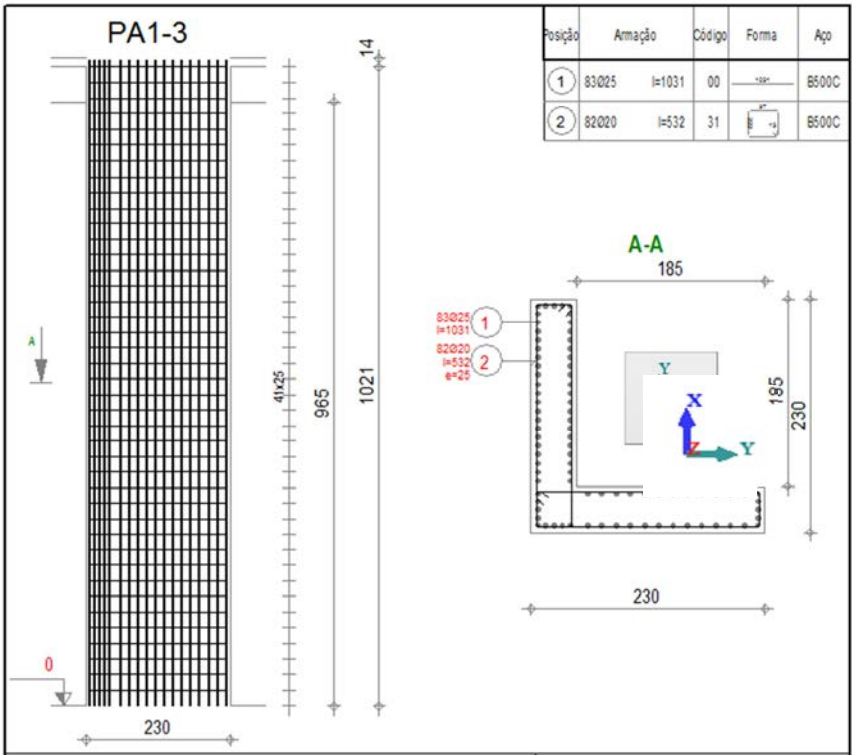 PA1-3
14
Posição Armação Código Forma Aço
1 83Ø25 l=1031 00 B500C
2 82Ø20 l=532 31 B500C
A-A
185
83Ø25
l=1031
1
82Ø20
l=532
e=25
2
A
41x25
965
1021
Y
X
Z
Y
185
230
230
0
230